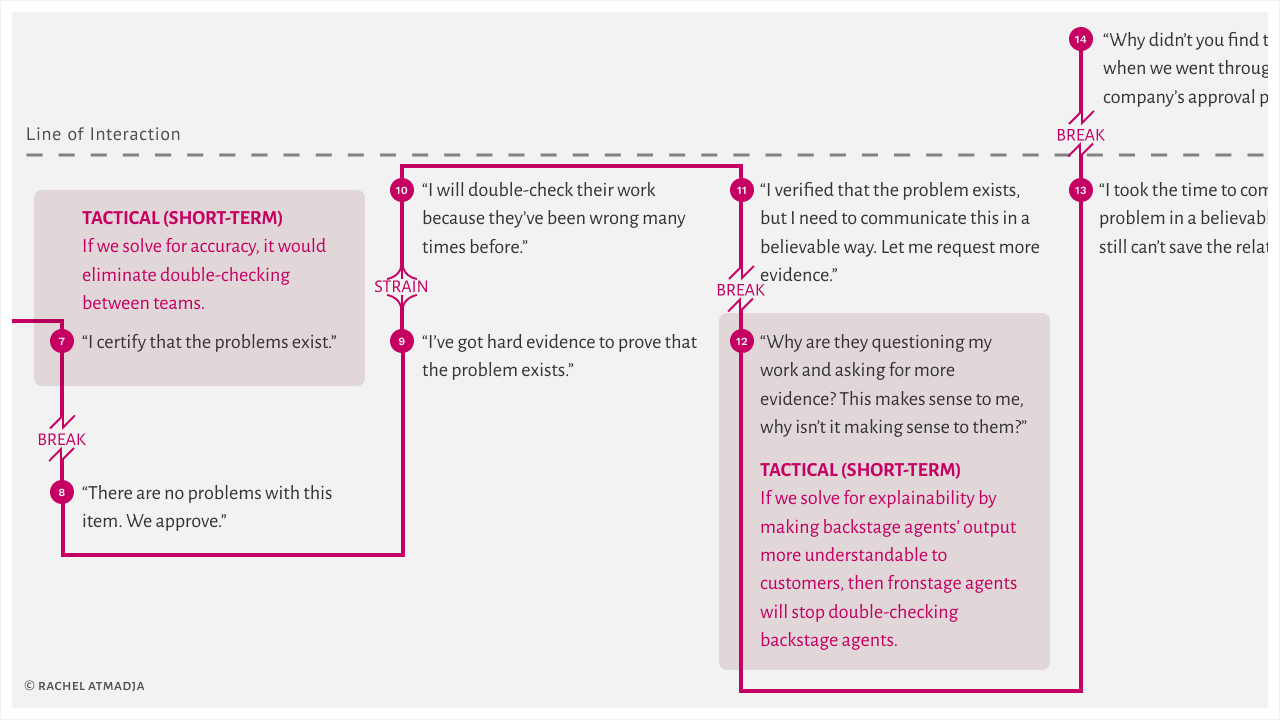 14
“Why didn’t you find
when we went
company’s approval
Line of Interaction
BREAK
TACTICAL (SHORT-TERM)
If we solve for accuracy, it would
eliminate double-checking
between teams.
7
“I certify that the problems exist.”
BREAK
8
“There are no problems with this
item. We approve.”
10
“I will double-check their work
because they’ve been wrong many
times before.”
STRAIN
9
“I’ve got hard evidence to prove that
the problem exists.”
11
“I verified that the problem exists,
but I need to communicate this in a
believable way. Let me request more
evidence.”
BREAK
12
“Why are they questioning my
work and asking for more
evidence? This makes sense to me,
why isn’t it making sense to them?”
TACTICAL (SHORT-TERM)
If we solve for explainability by
making backstage agents’ output
more understandable to
customers, then fronstage agents
will stop double-checking
backstage agents.
13
“I took the time to
problem in a
still can’t save the
© RACHEL ATMADJA